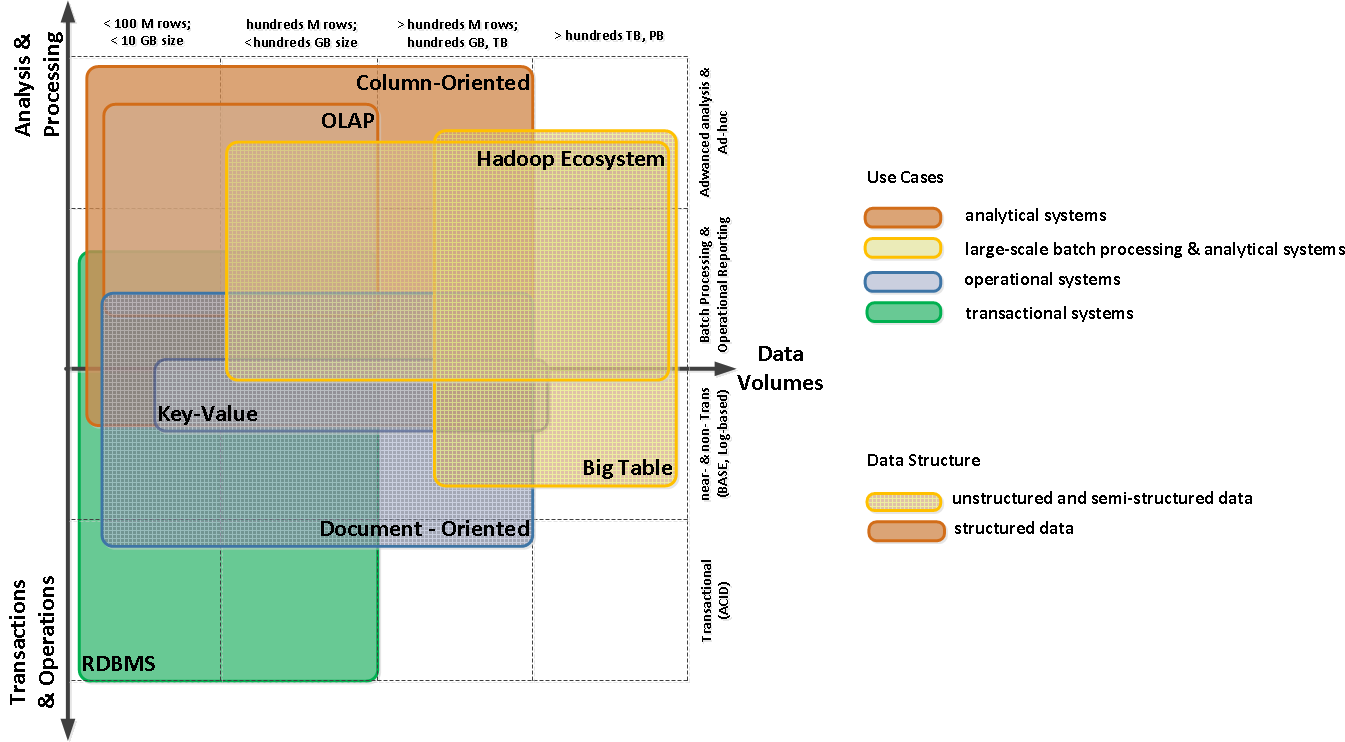 Analysis &
Processing
< 100 M rows;
< 10 GB size
hundreds M rows;
<hundreds GB size
> hundreds M rows;
hundreds GB, TB
> hundreds TB, PB
Column-Oriented
OLAP
Hadoop Ecosystem
Key-Value
Big Table
Document - Oriented
RDBMS
Adwanced analysis &
Ad-hoc
Batch Processing &
Operational Reporting
near- & non- Trans
(BASE, Log-based)
Transactional
(ACID)
Data
Volumes
Transactions
& Operations
Use Cases
analytical systems
large-scale batch processing & analytical systems
operational systems
transactional systems
Data Structure
unstructured and semi-structured data
structured data